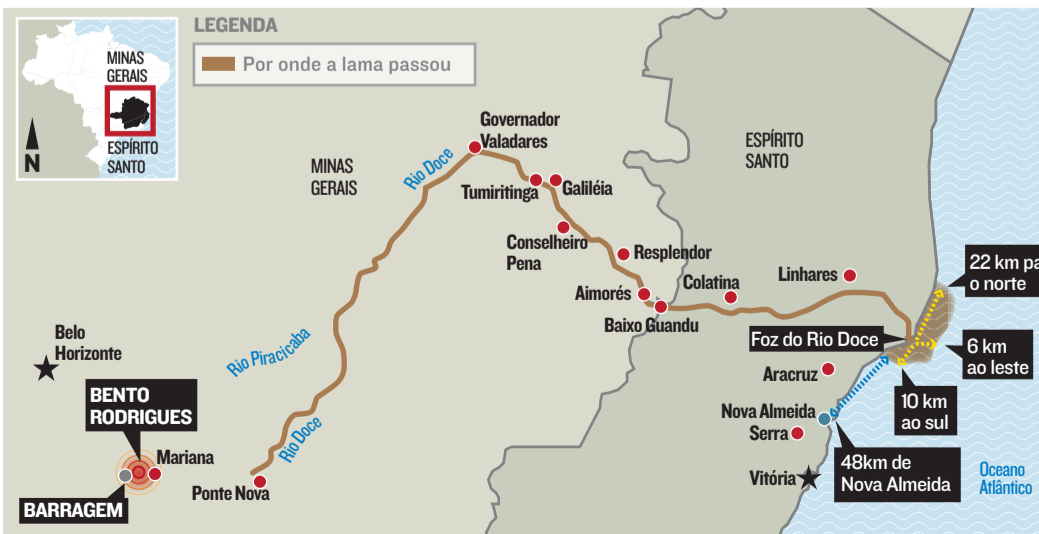 LEGENDA
Por onde a lama passou
MINAS
GERAIS
ESPÍRITO
SANTO
N
Governador
Valadares
Rio Doce
MINAS
GERAIS
ESPÍRITO
SANTO
Tumiritinga
Galiléia
Conselheiro
Pena
Resplendor
Aimorés
Baixo Guandu
Colatina
Linhares
22 km pa
o norte
Foz do Rio Doce
6 km
ao leste
10 km
ao sul
Belo
Horizonte
Rio Piracicaba
BENTO
RODRIGUES
Rio Doce
Mariana
BARRAGEM
Ponte Nova
Aracruz
Nova Almeida
Serra
48km de
Nova Almeida
Vitória
Oceano
Atlântico